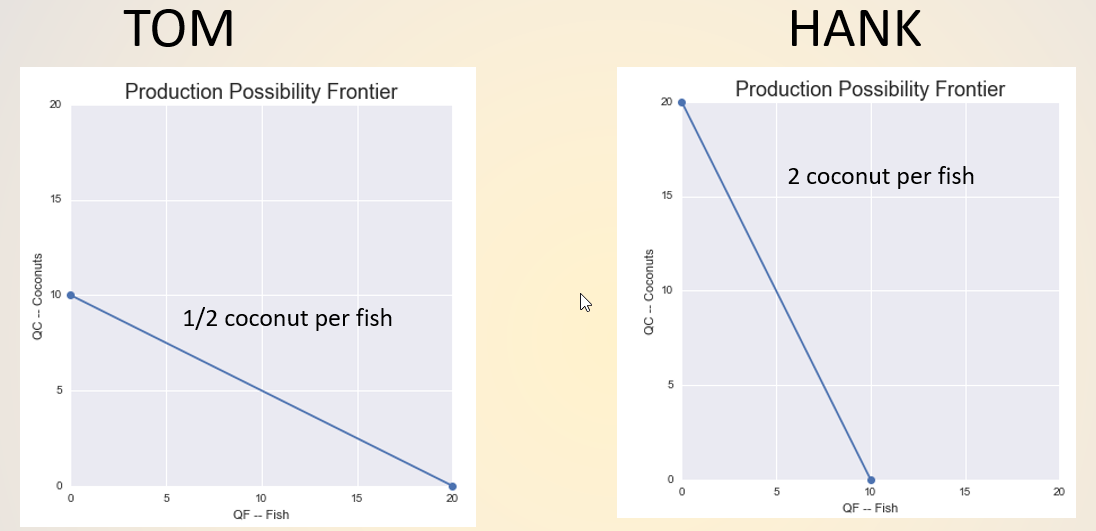 TOM
HANK
Production Possibility Frontier
20
15
10
5
0
0 5 10 15 20
QC -- Coconuts
QF -- Fish
1/2 coconut per fish
Production Possibility Frontier
20
15
10
5
0
0 5 10 15 20
QC -- Coconuts
QF -- Fish
2 coconut per fish